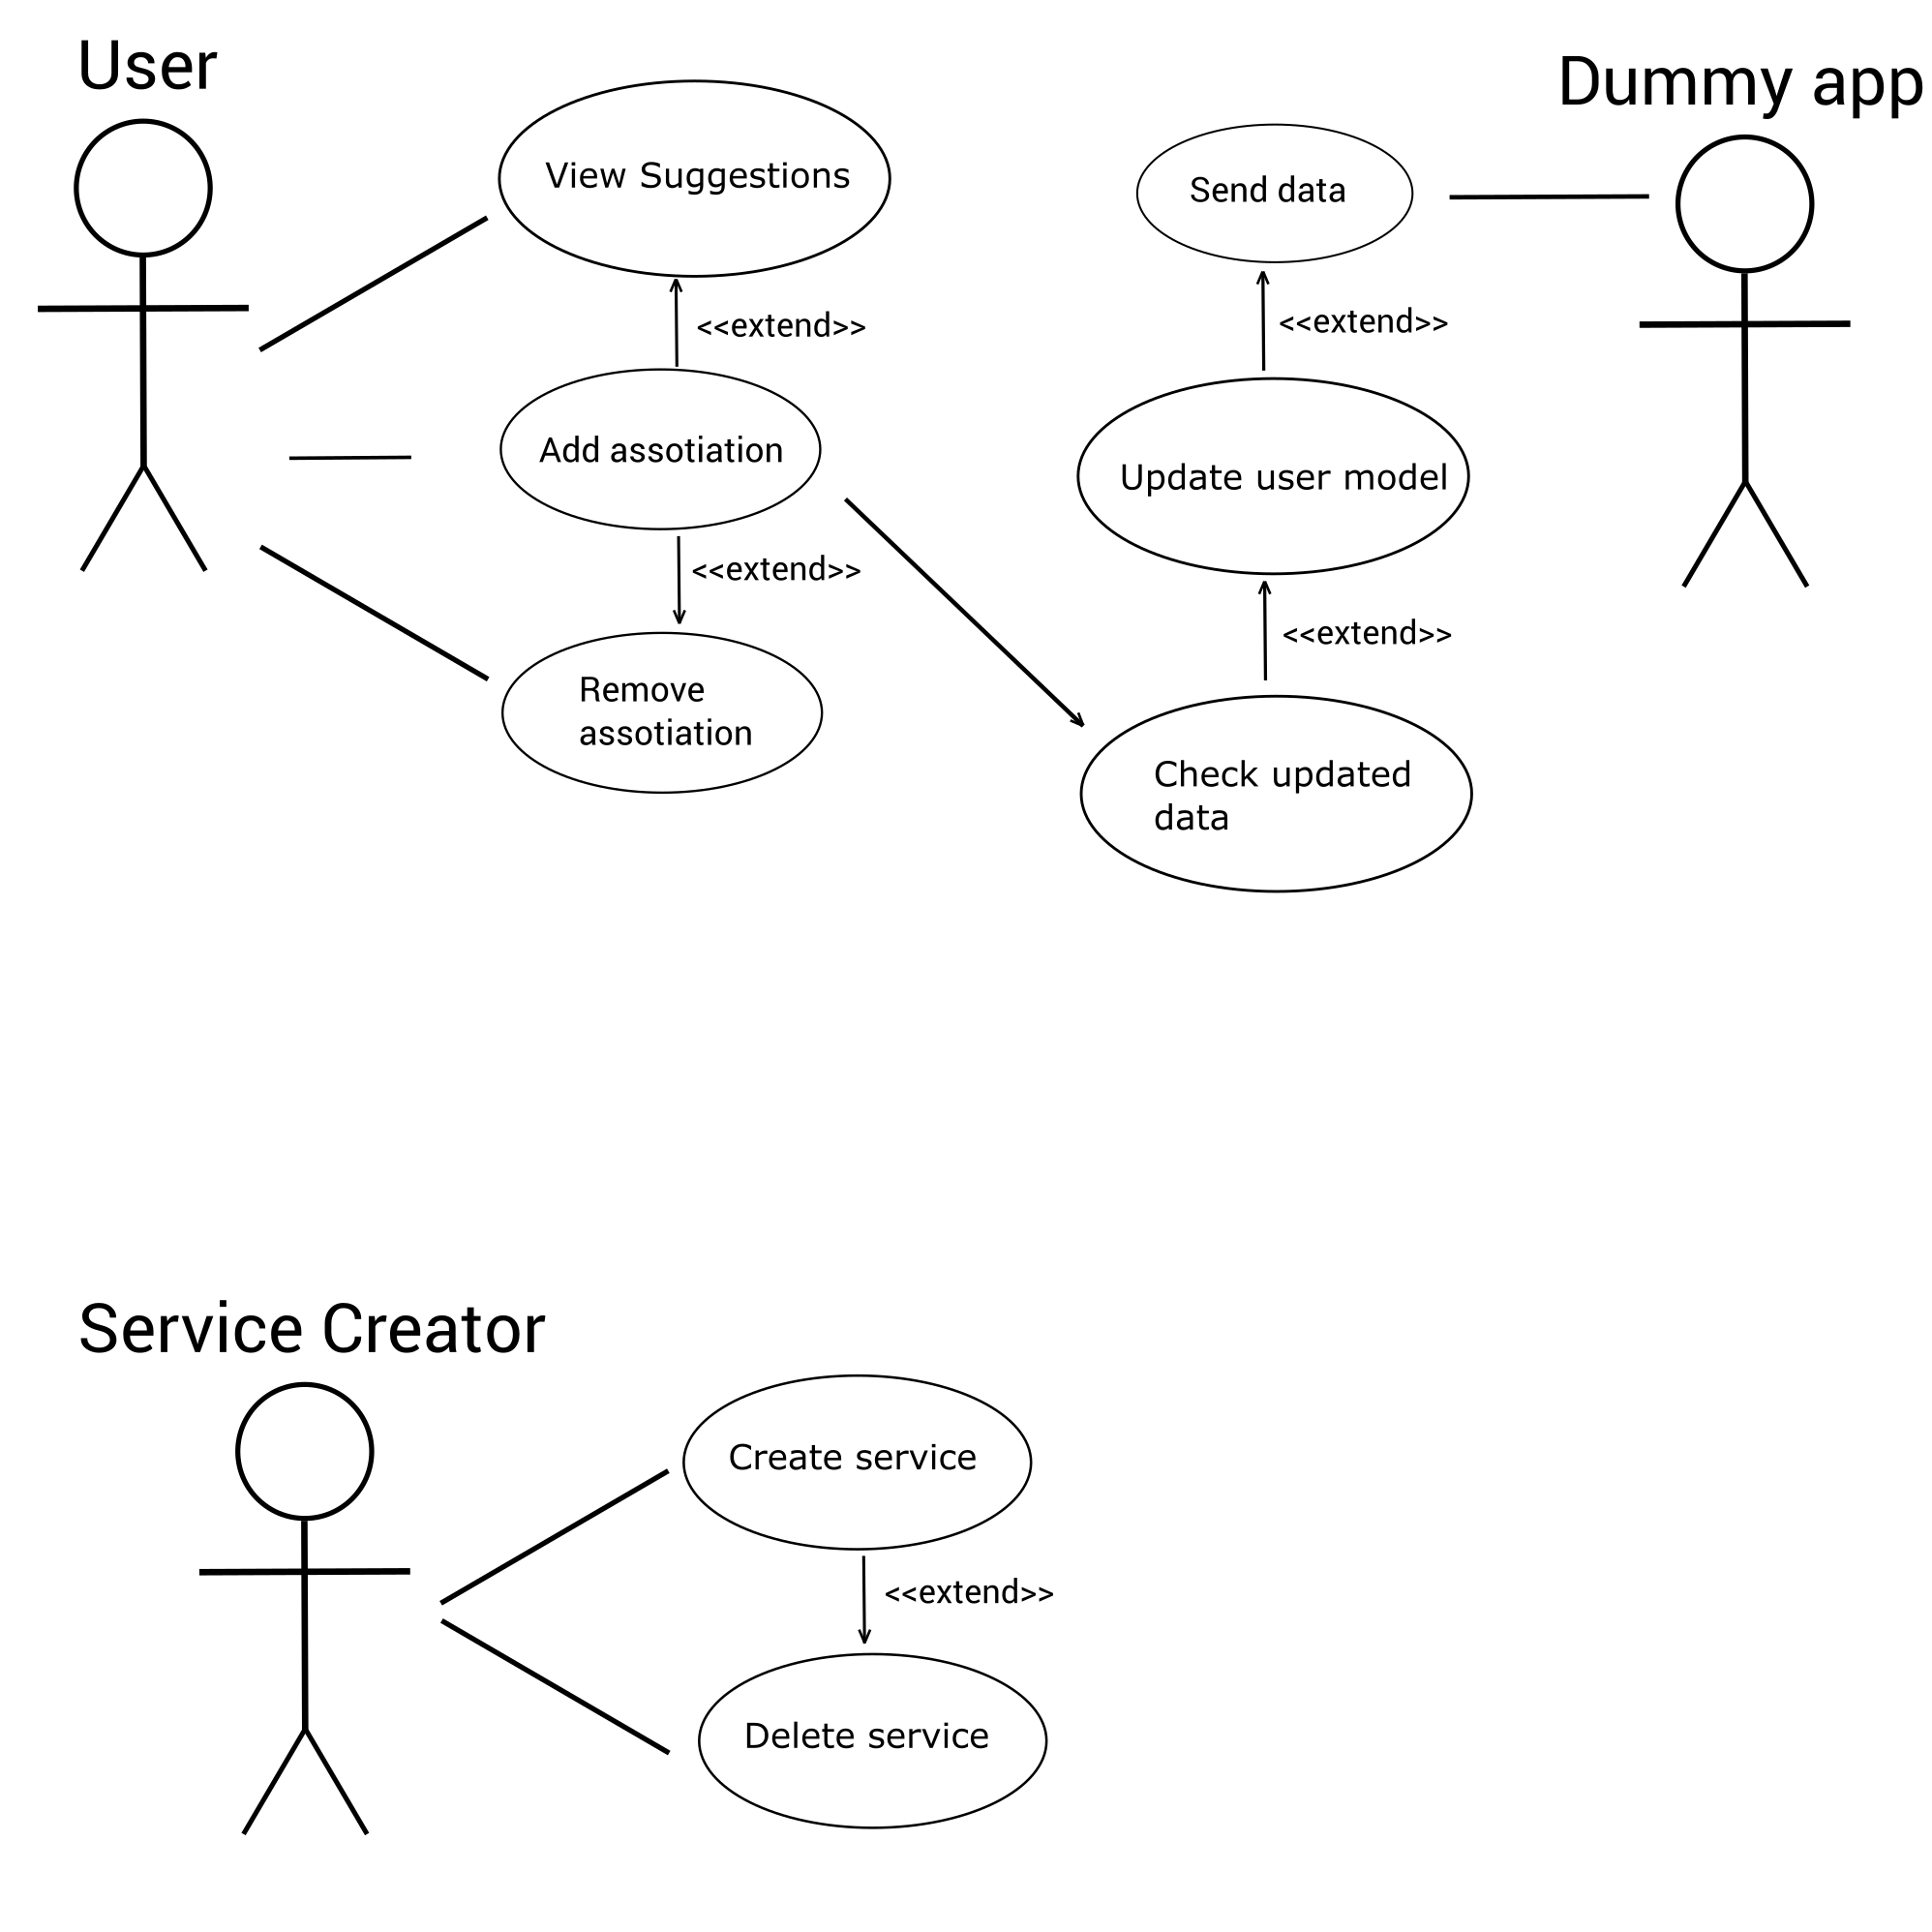 User
Dummy app
View Suggestions
Send data
<<extend>>
<<extend>>
Add assotiation
Update user model
<<extend>>
<<extend>>
Remove
assotiation
Check updated
data
Service Creator
Create service
<<extend>>
Delete service